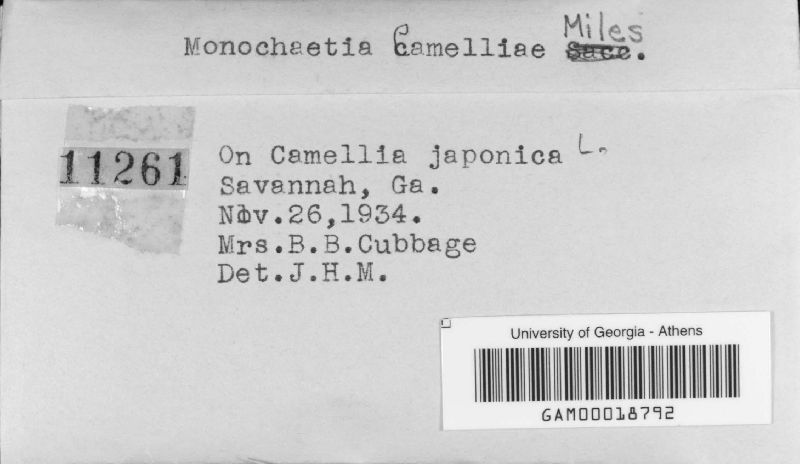 Monochaetia Camelliae Miles
Sacc.
11261
On Camellia japonica L.
Savannah, Ga.
Nov.26,1934.
Mrs.B.B.Cubbage
Det.J.H.M.
University of Georgia - Athens
GAM00018792